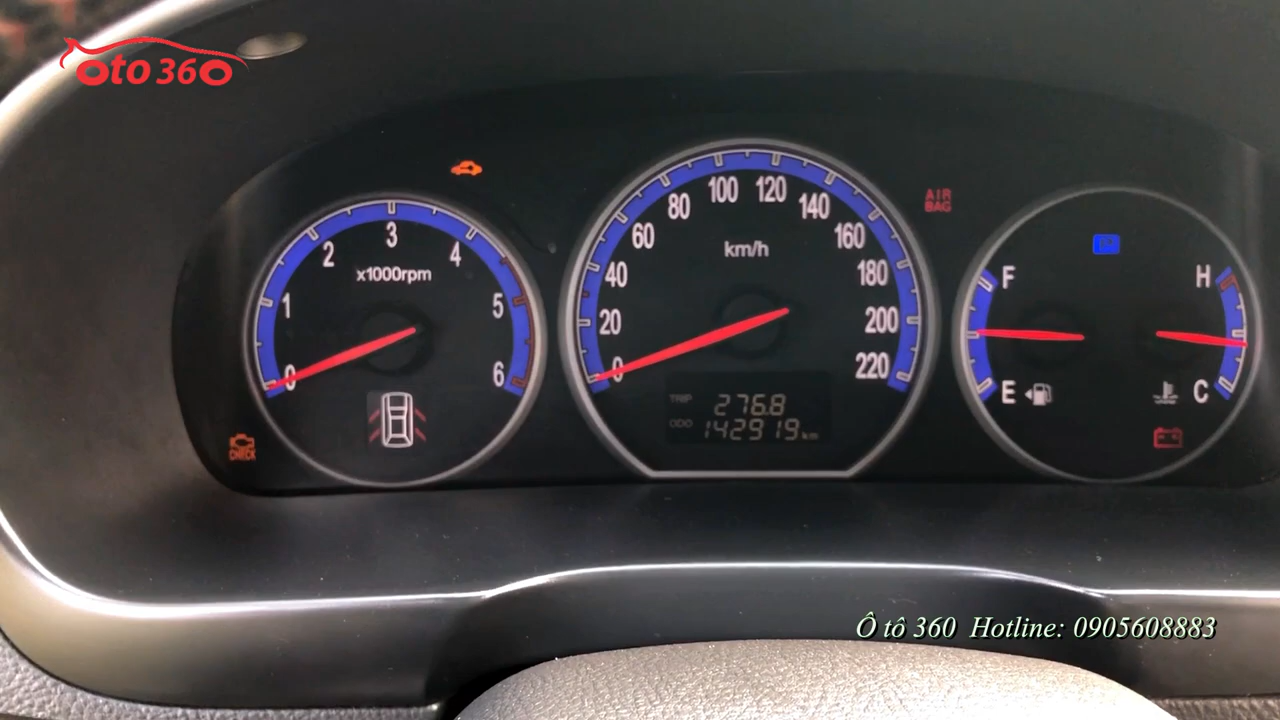 oto 360
0
1
2
3
4
5
6
x1000rpm
CHECK
0
20
40
60
80
100
120
140
160
180
200
220
km/h
TRIP 276.8
ODO 142919 km
AIR
BAG
P
F
E
H
C
Ô tô 360 Hotline: 0905608883